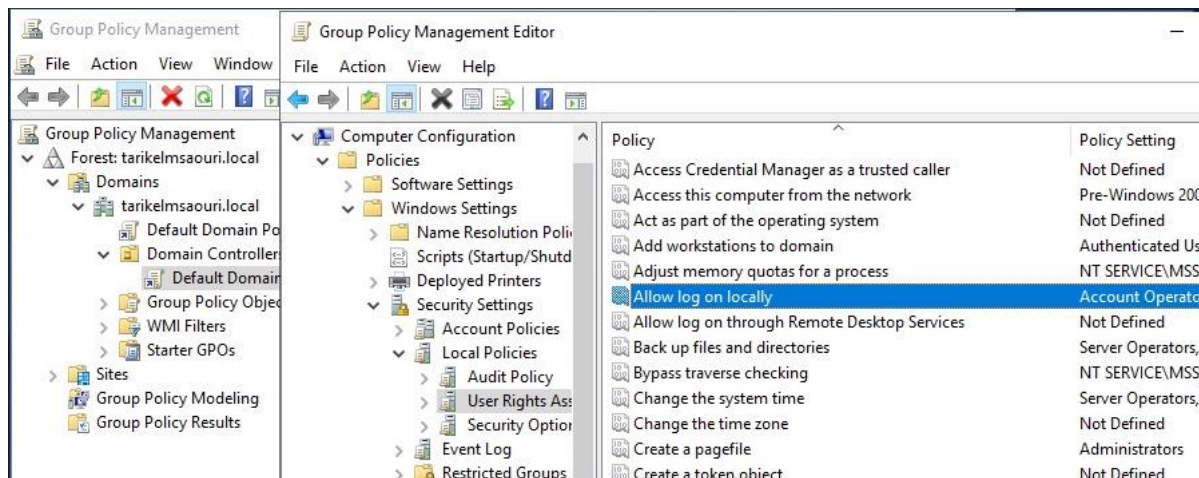 Group Policy Management
File Action View Window
Group Policy Management
Forest: tarikelmsaouri.local
Domains
tarikelmsaouri.local
Default Domain Po
Domain Controller
Default Domain
Group Policy Objec
WMI Filters
Starter GPOs
Sites
Group Policy Modeling
Group Policy Results
Group Policy Management Editor
File Action View Help
Computer Configuration
Policies
Software Settings
Windows Settings
Name Resolution Poli
Scripts (Startup/Shutd
Deployed Printers
Security Settings
Account Policies
Local Policies
Audit Policy
User Rights Ass
Security Option
Event Log
Restricted Groups
Policy Policy Setting
Access Credential Manager as a trusted caller Not Defined
Access this computer from the network Pre-Windows 200
Act as part of the operating system Not Defined
Add workstations to domain Authenticated Us
Adjust memory quotas for a process NT SERVICE\MSS
Allow log on locally Account Operato
Allow log on through Remote Desktop Services Not Defined
Back up files and directories Server Operators,
Bypass traverse checking NT SERVICE\MSS
Change the system time Server Operators,
Change the time zone Not Defined
Create a pagefile Administrators
Create a token object Not Defined